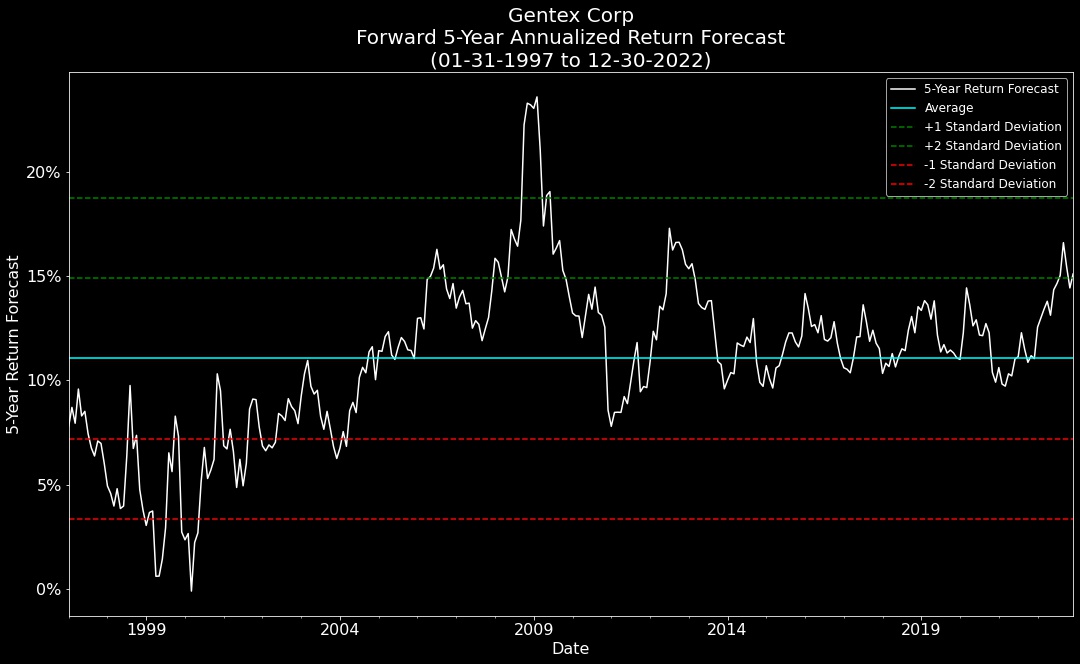 Gentex Corp
Forward 5-Year Annualized Return Forecast
(01-31-1997 to 12-30-2022)
5-Year Return Forecast
Average
+1 Standard Deviation
+2 Standard Deviation
-1 Standard Deviation
-2 Standard Deviation
5-Year Return Forecast
20%
15%
10%
5%
0%
1999 2004 2009 2014 2019
Date